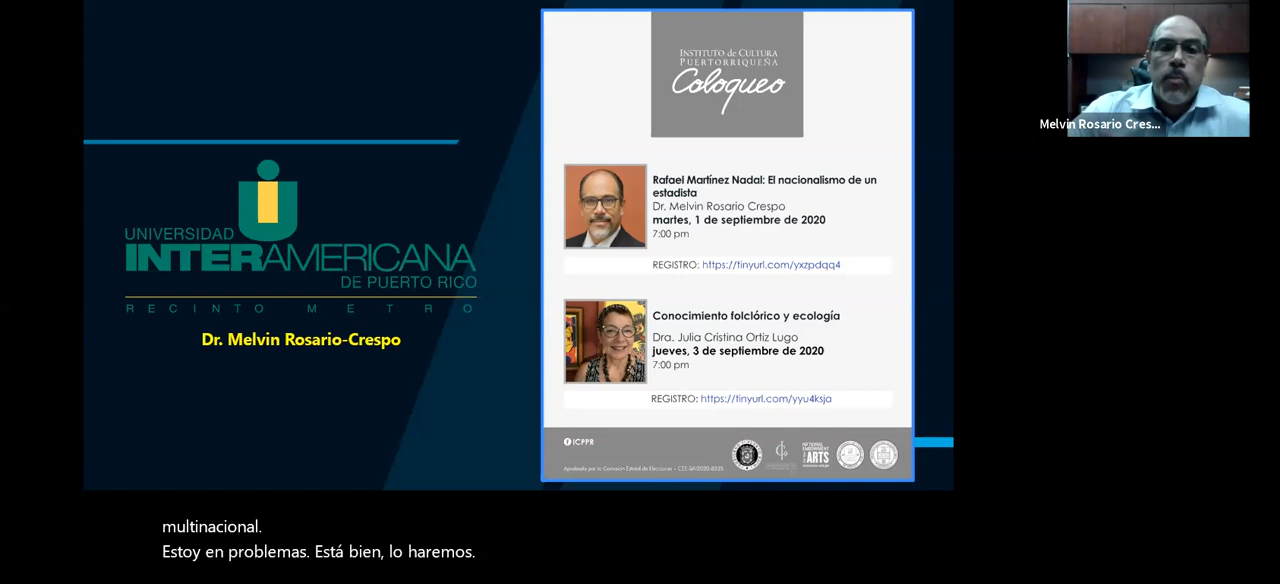 UNIVERSIDAD
INTERAMERICANA
DE PUERTO RICO
RECINTO METRO
Dr. Melvin Rosario-Crespo
INSTITUTO de CULTURA
PUERTORRIQUEÑA
Coloqueo
Rafael Martínez Nadal: El nacionalismo de un
estadista
Dr. Melvin Rosario Crespo
martes, 1 de septiembre de 2020
7:00 pm
REGISTRO: https://tinyurl.com/yxzpdqq4
Conocimiento folclórico y ecología
Dra. Julia Cristina Ortiz Lugo
jueves, 3 de septiembre de 2020
7:00 pm
REGISTRO: https://tinyurl.com/yyu4ksja
ICPPR
NATIONAL
ENDOWMENT
ARTS
Melvin Rosario Cres...
multinacional.
Estoy en problemas. Está bien, lo haremos.